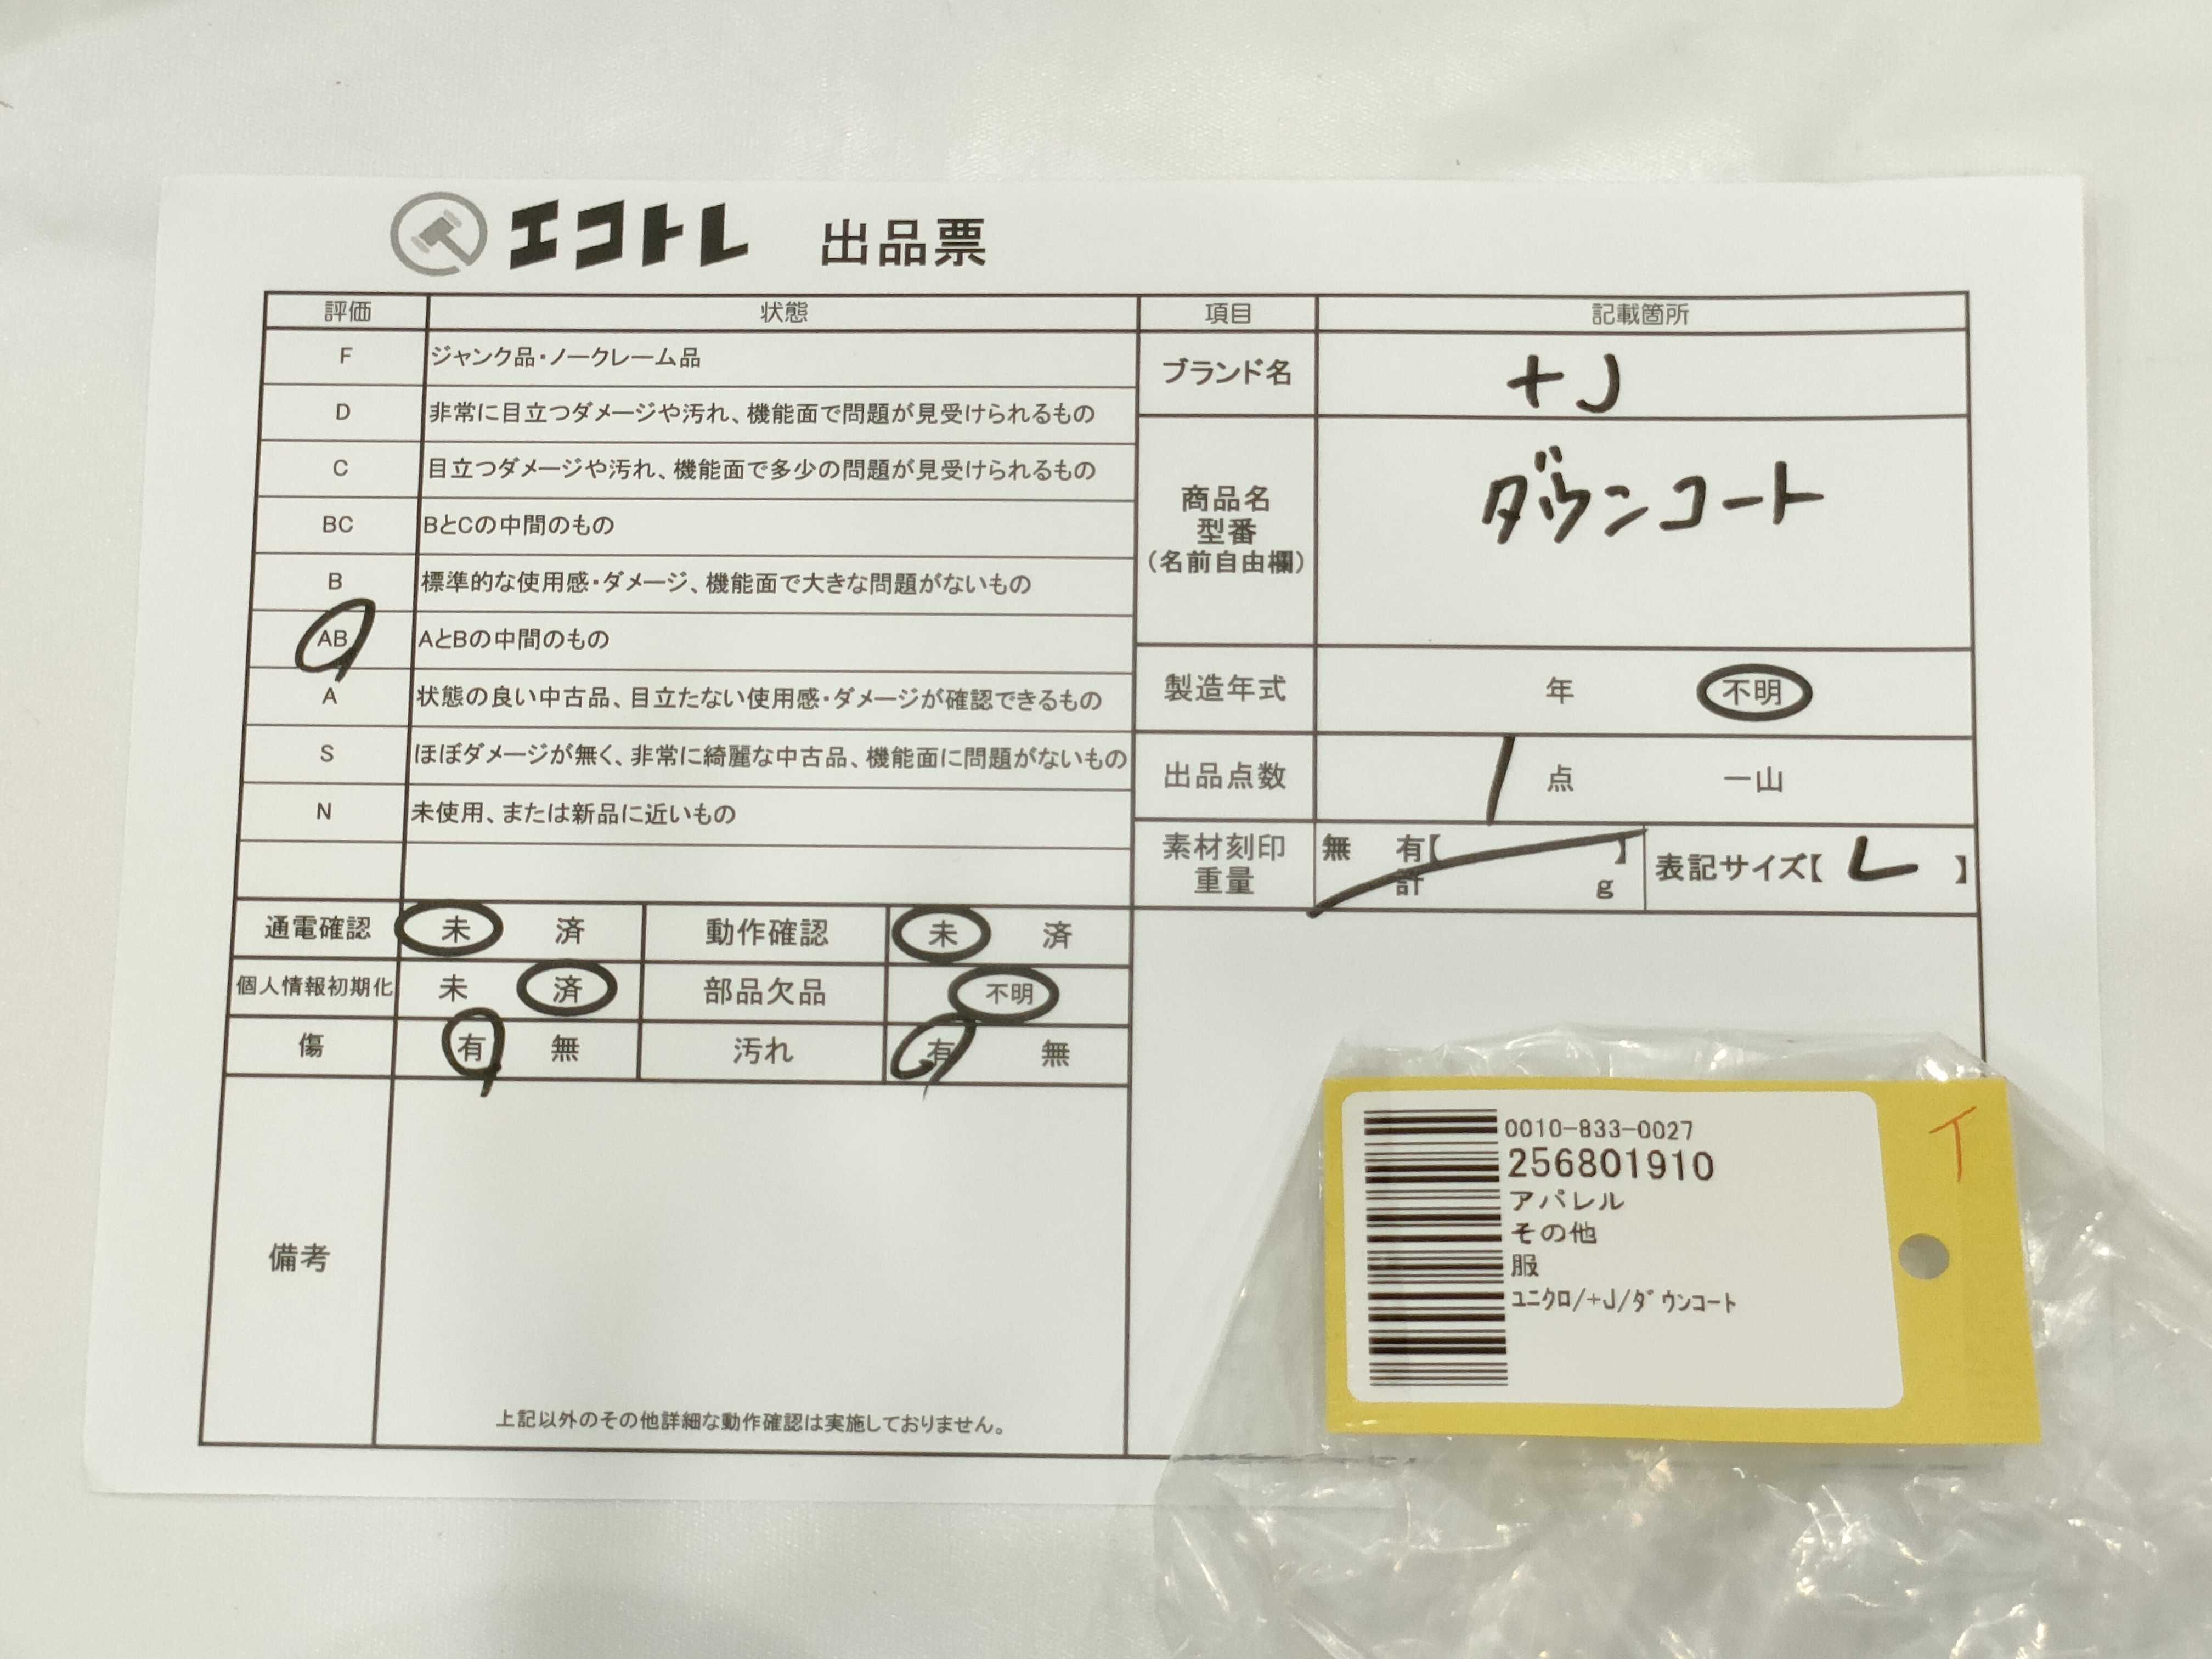 エコトレ 出品票
評価 状態 項目 記載箇所
F ジャンク品・ノークレーム品
D 非常に目立つダメージや汚れ、機能面で問題が見受けられるもの
C 目立つダメージや汚れ、機能面で多少の問題が見受けられるもの
BC BとCの中間のもの
B 標準的な使用感・ダメージ、機能面で大きな問題がないもの
AB AとBの中間のもの
A 状態の良い中古品、目立たない使用感・ダメージが確認できるもの
S ほぼダメージが無く、非常に綺麗な中古品、機能面に問題がないもの
N 未使用、または新品に近いもの
ブランド名 +J
商品名
型番
(名前自由欄)
ダウンコート
製造年式 年 不明
出品点数 1 点 一山
素材刻印 無 有【 】
重量 計 g
表記サイズ【 L 】
通電確認 未 済 動作確認 未 済
個人情報初期化 未 済 部品欠品 不明
傷 有 無 汚れ 有 無
備考
上記以外のその他詳細な動作確認は実施しておりません。
0010-833-0027
256801910
アパレル
その他
服
ﾕﾆｸﾛ/+J/ﾀﾞｳﾝｺｰﾄ
イ